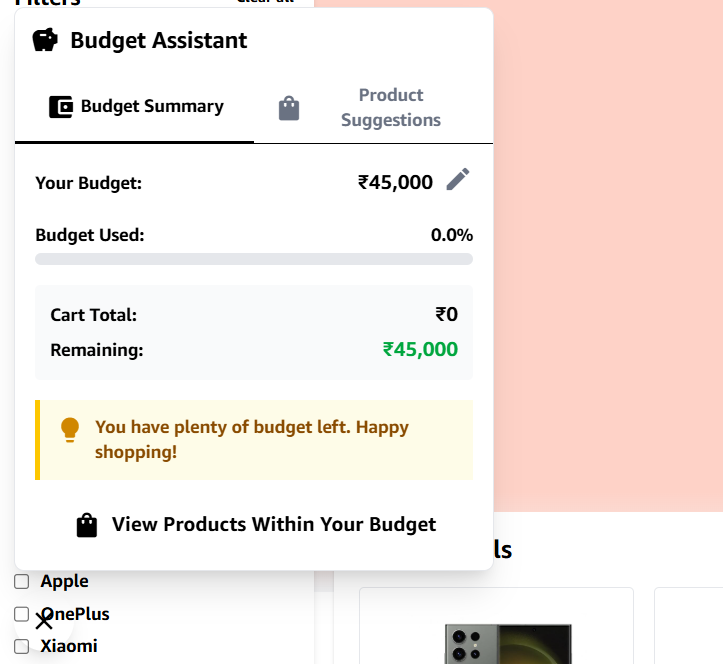 Filters
Clear all
Budget Assistant
Budget Summary
Product
Suggestions
Your Budget:
₹45,000
Budget Used:
0.0%
Cart Total:
₹0
Remaining:
₹45,000
You have plenty of budget left. Happy
shopping!
View Products Within Your Budget
ls
Apple
OnePlus
Xiaomi